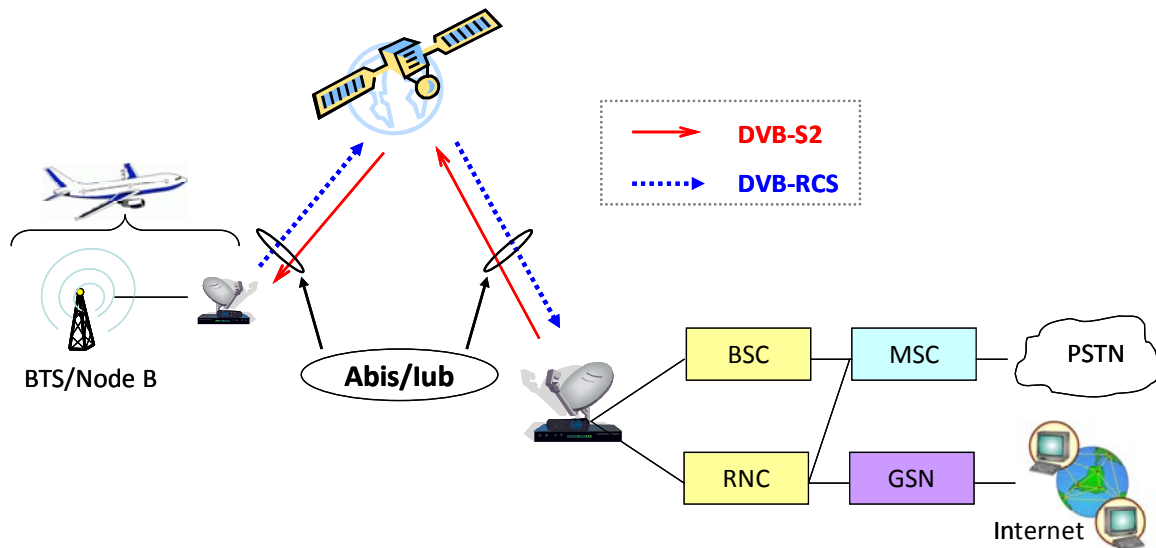 DVB-S2
DVB-RCS
BTS/Node B
Abis/Iub
BSC
MSC
PSTN
RNC
GSN
Internet